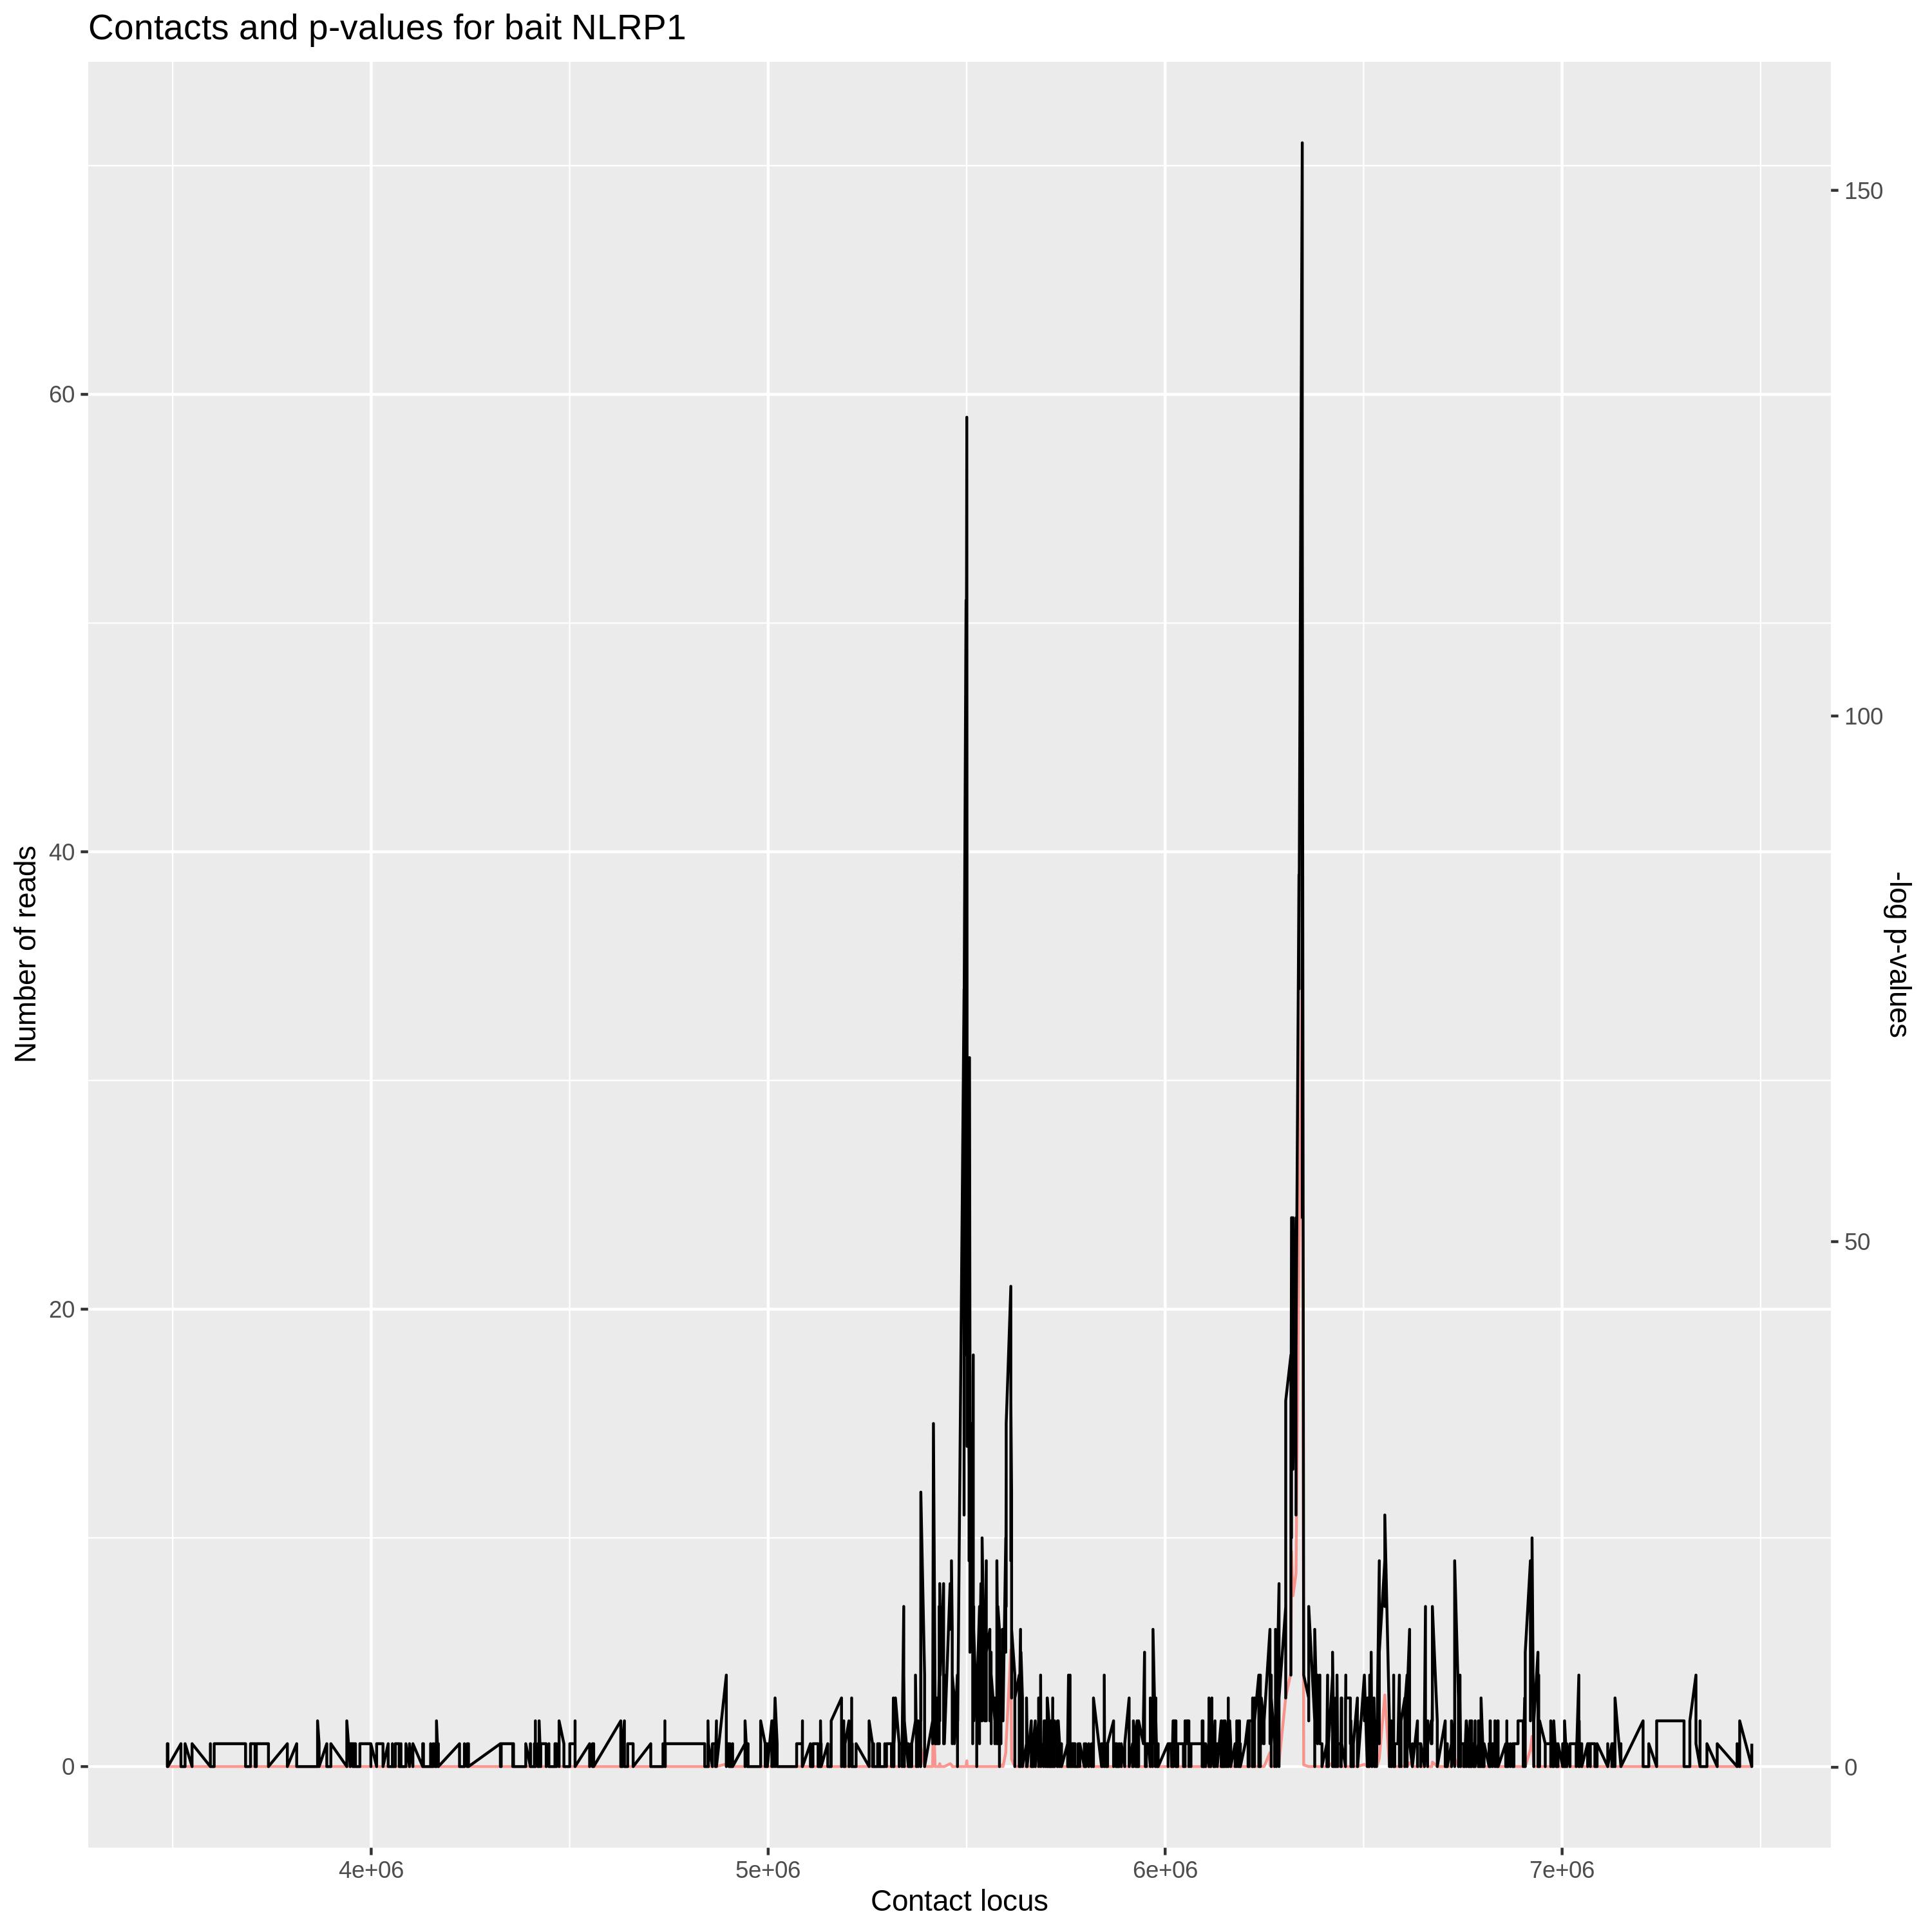 Contacts and p-values for bait NLRP1
Number of reads
60
40
20
0
150
100
50
0
-log p-values
4e+06 5e+06 6e+06 7e+06
Contact locus